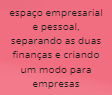 espaço empresarial
e pessoal,
separando as duas
finanças e criando
um modo para
empresas